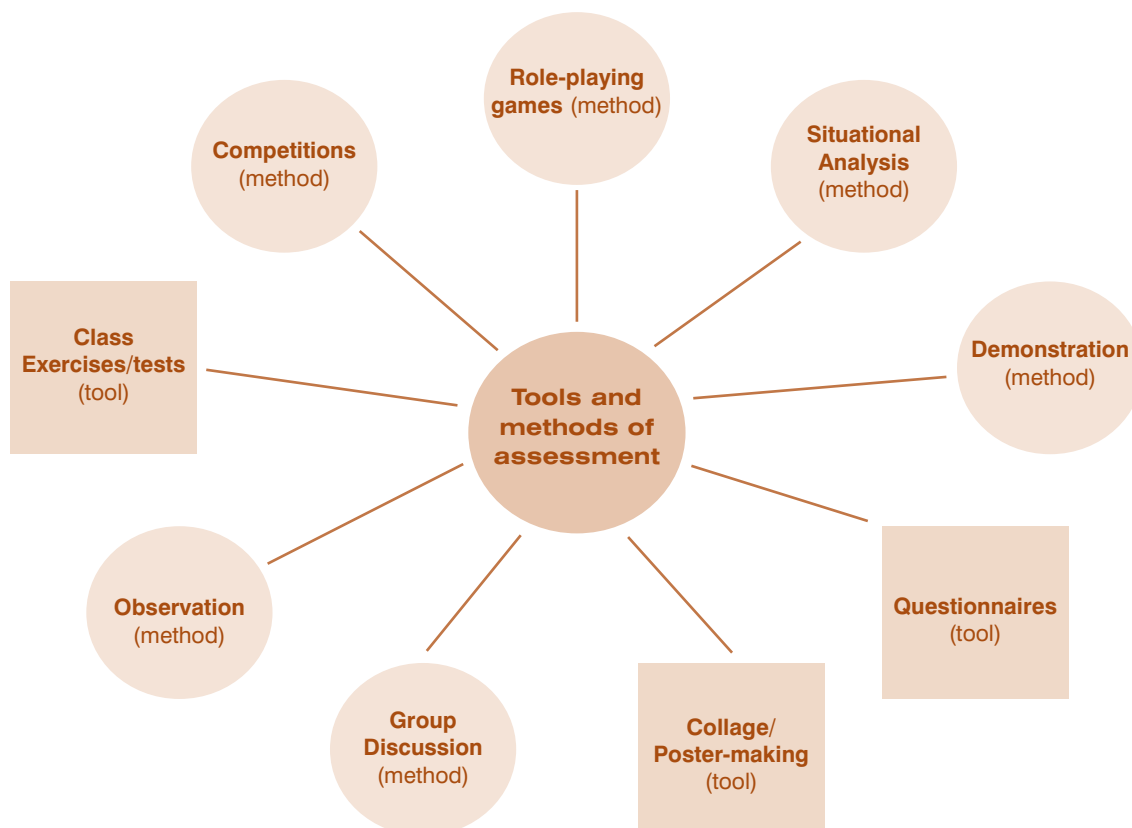 Role-playing
games (method)
Situational
Analysis
(method)
Competitions
(method)
Demonstration
(method)
Class
Exercises/tests
(tool)
Tools and
methods of
assessment
Questionnaires
(tool)
Observation
(method)
Group
Discussion
(method)
Collage/
Poster-making
(tool)